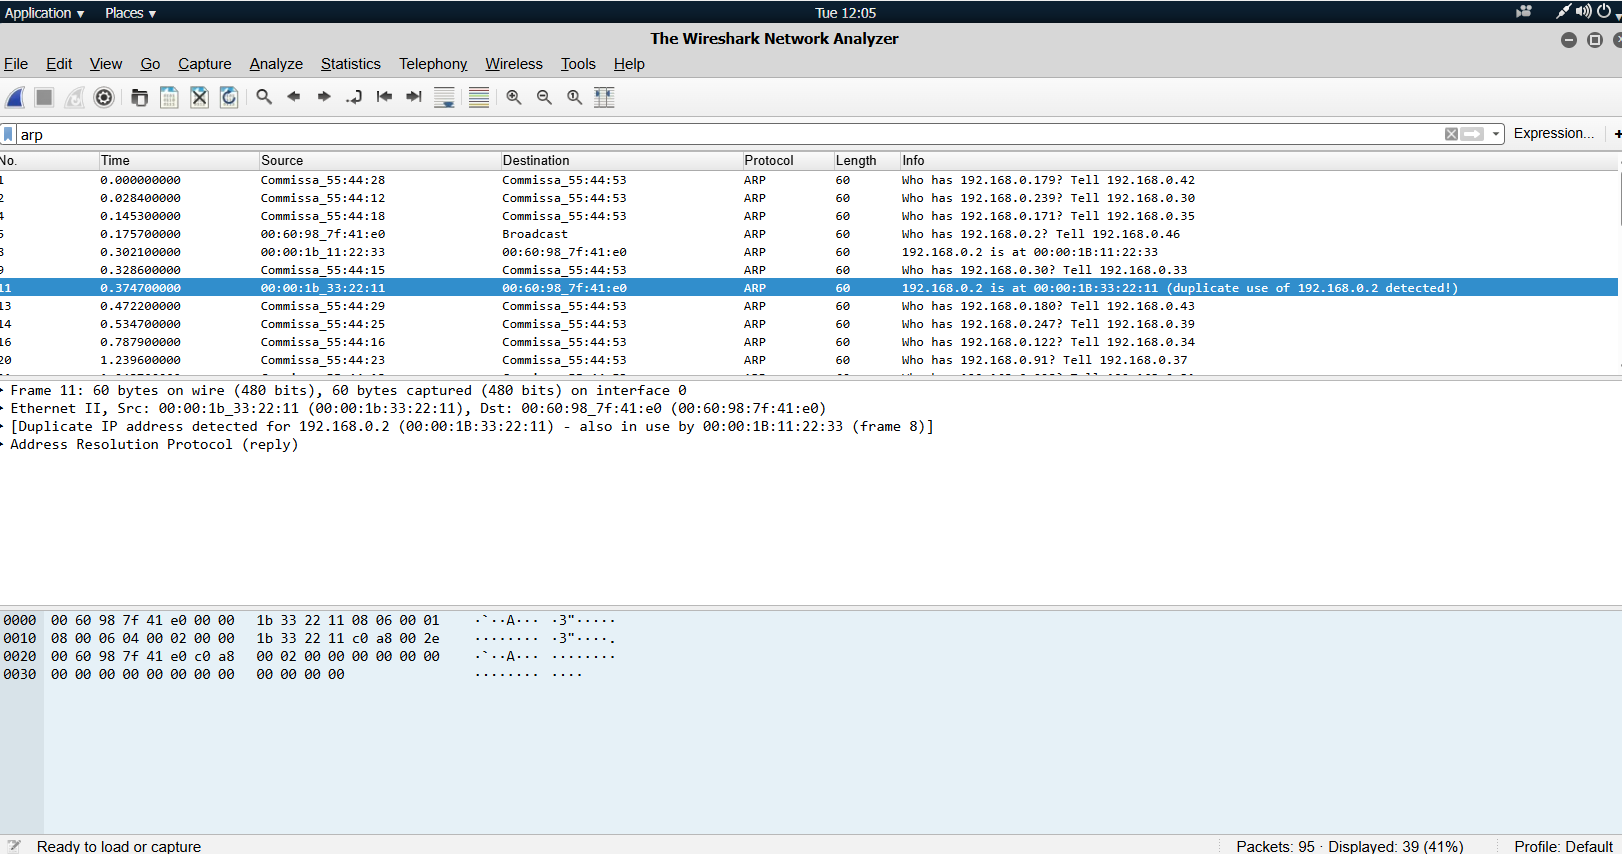 Application ▾ Places ▾ Tue 12:05
The Wireshark Network Analyzer
File Edit View Go Capture Analyze Statistics Telephony Wireless Tools Help
arp Expression... +
No. Time Source Destination Protocol Length Info
1 0.000000000 Commissa_55:44:28 Commissa_55:44:53 ARP 60 Who has 192.168.0.179? Tell 192.168.0.42
2 0.028400000 Commissa_55:44:12 Commissa_55:44:53 ARP 60 Who has 192.168.0.239? Tell 192.168.0.30
4 0.145300000 Commissa_55:44:18 Commissa_55:44:53 ARP 60 Who has 192.168.0.171? Tell 192.168.0.35
5 0.175700000 00:60:98_7f:41:e0 Broadcast ARP 60 Who has 192.168.0.2? Tell 192.168.0.46
8 0.302100000 00:00:1b_11:22:33 00:60:98_7f:41:e0 ARP 60 192.168.0.2 is at 00:00:1B:11:22:33
9 0.328600000 Commissa_55:44:15 Commissa_55:44:53 ARP 60 Who has 192.168.0.30? Tell 192.168.0.33
11 0.374700000 00:00:1b_33:22:11 00:60:98_7f:41:e0 ARP 60 192.168.0.2 is at 00:00:1B:33:22:11 (duplicate use of 192.168.0.2 detected!)
13 0.472200000 Commissa_55:44:29 Commissa_55:44:53 ARP 60 Who has 192.168.0.180? Tell 192.168.0.43
14 0.534700000 Commissa_55:44:25 Commissa_55:44:53 ARP 60 Who has 192.168.0.247? Tell 192.168.0.39
16 0.787900000 Commissa_55:44:16 Commissa_55:44:53 ARP 60 Who has 192.168.0.122? Tell 192.168.0.34
20 1.239600000 Commissa_55:44:23 Commissa_55:44:53 ARP 60 Who has 192.168.0.91? Tell 192.168.0.37
Frame 11: 60 bytes on wire (480 bits), 60 bytes captured (480 bits) on interface 0
Ethernet II, Src: 00:00:1b_33:22:11 (00:00:1b:33:22:11), Dst: 00:60:98_7f:41:e0 (00:60:98:7f:41:e0)
[Duplicate IP address detected for 192.168.0.2 (00:00:1B:33:22:11) - also in use by 00:00:1B:11:22:33 (frame 8)]
Address Resolution Protocol (reply)
0000 00 60 98 7f 41 e0 00 00 1b 33 22 11 08 06 00 01 ·`··A··· ·3"·····
0010 08 00 06 04 00 02 00 00 1b 33 22 11 c0 a8 00 2e ········ ·3"····.
0020 00 60 98 7f 41 e0 c0 a8 00 02 00 00 00 00 00 00 ·`··A··· ········
0030 00 00 00 00 00 00 00 00 00 00 00 00 ········ ····
Ready to load or capture Packets: 95 · Displayed: 39 (41%) Profile: Default